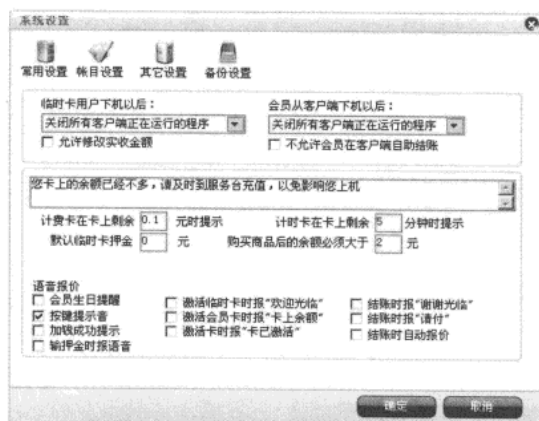 系统设置
常用设置 帐目设置 其它设置 备份设置
临时卡用户下机以后: 会员从客户端下机以后:
关闭所有客户端正在运行的程序 关闭所有客户端正在运行的程序
允许修改实收金额 不允许会员在客户端自助结账
您卡上的余额已经不多,请及时到服务台充值,以免影响您上机
计费卡在卡上剩余 0.1 元时提示 计时卡在卡上剩余 5 分钟时提示
默认临时卡押金 0 元 购买商品后的余额必须大于 2 元
语音报价
会员生日提醒 激活临时卡时报"欢迎光临" 结账时报"谢谢光临"
按键提示音 激活会员卡时报"卡上余额" 结账时报"请付"
加钱成功提示 激活卡时报"卡已激活" 结账时自动报价
输押金时报语音
确定 取消